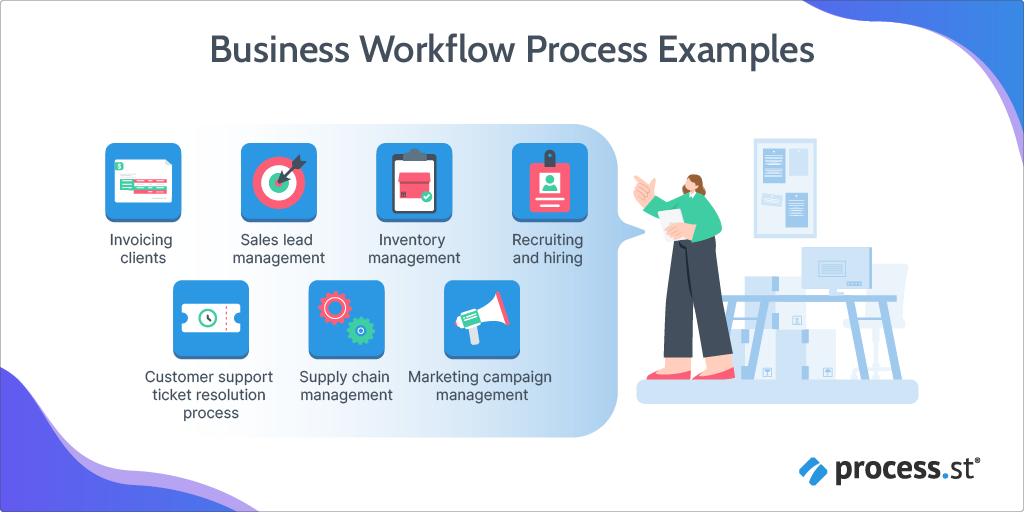 Business Workflow Process Examples
Invoicing
clients
Sales lead
management
Inventory
management
Recruiting
and hiring
Customer support
ticket resolution
process
Supply chain
management
Marketing campaign
management
$
process.st®